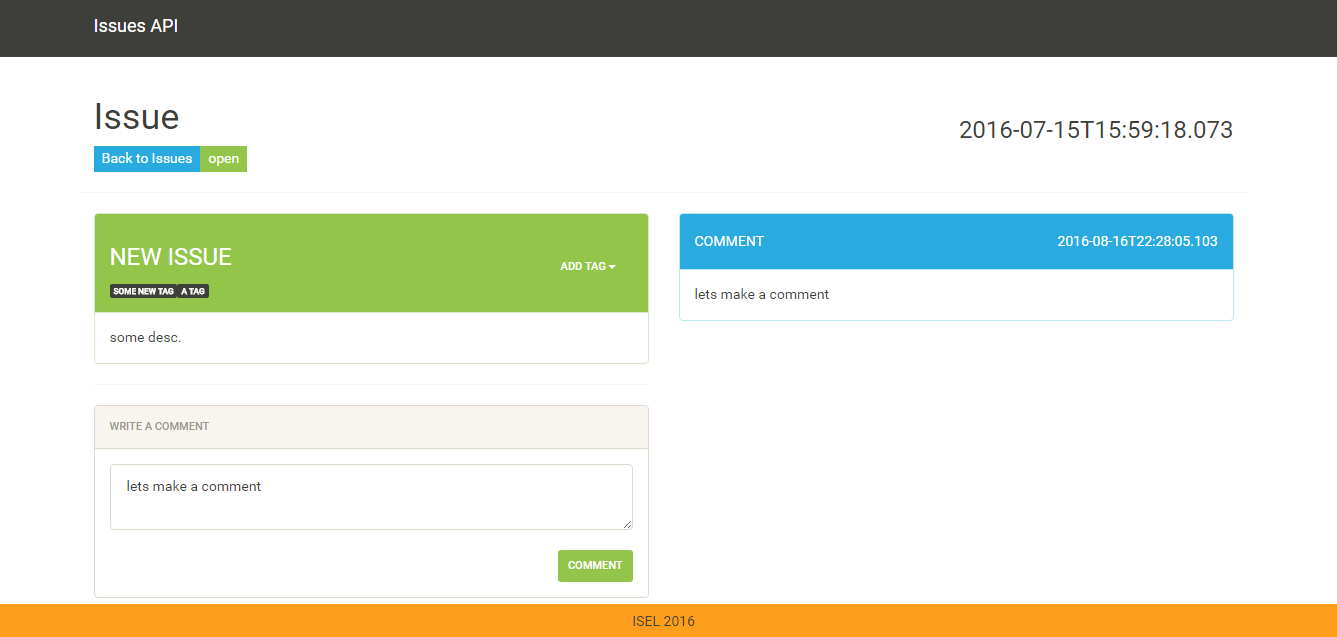 Issues API
Issue
2016-07-15T15:59:18.073
Back to Issues open
NEW ISSUE
ADD TAG
SOME NEW TAG A TAG
some desc.
COMMENT 2016-08-16T22:28:05.103
lets make a comment
WRITE A COMMENT
lets make a comment
COMMENT
ISEL 2016